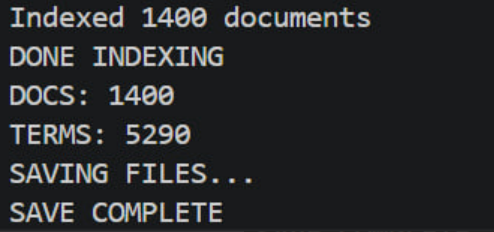 Indexed 1400 documents
DONE INDEXING
DOCS: 1400
TERMS: 5290
SAVING FILES...
SAVE COMPLETE